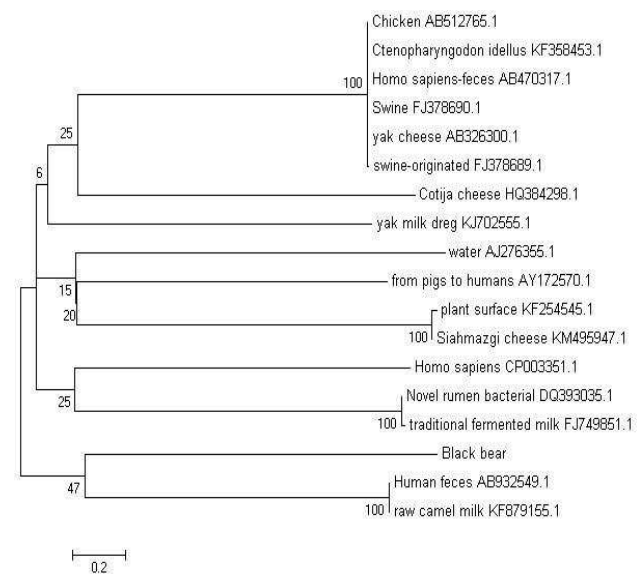 Chicken AB512765.1
Ctenopharyngodon idellus KF358453.1
100
Homo sapiens-feces AB470317.1
Swine FJ378690.1
25
yak cheese AB326300.1
swine-originated FJ378689.1
6
Cotija cheese HQ384298.1
yak milk dreg KJ702555.1
water AJ276355.1
from pigs to humans AY172570.1
15
plant surface KF254545.1
20
100
Siahmazgi cheese KM495947.1
Homo sapiens CP003351.1
Novel rumen bacterial DQ393035.1
25
100
traditional fermented milk FJ749851.1
Black bear
Human feces AB932549.1
47
100
raw camel milk KF879155.1
0.2